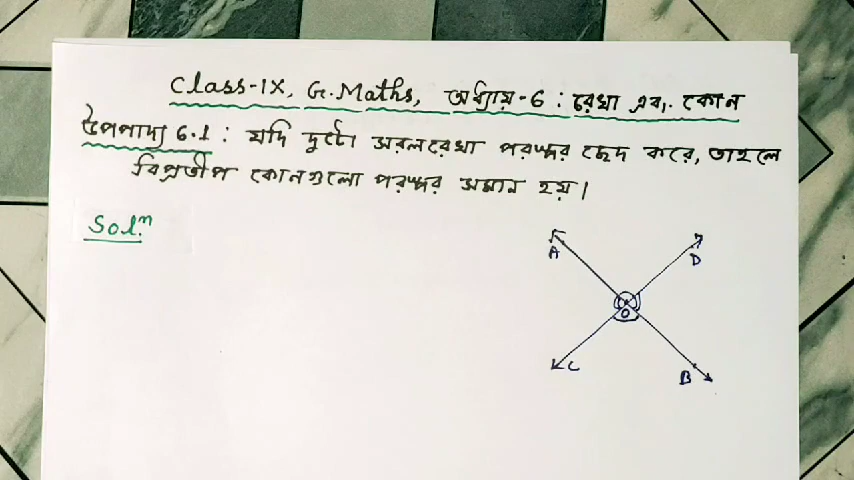 Class-IX, G.Maths, অধ্যায়-6 : রেখা এবং কোন
উপপাদ্য 6.1 : যদি দুটো সরলরেখা পরস্পর ছেদ করে, তাহলে
বিপ্রতীপ কোনগুলো পরস্পর সমান হয়।
Solⁿ.
A
D
O
C
B